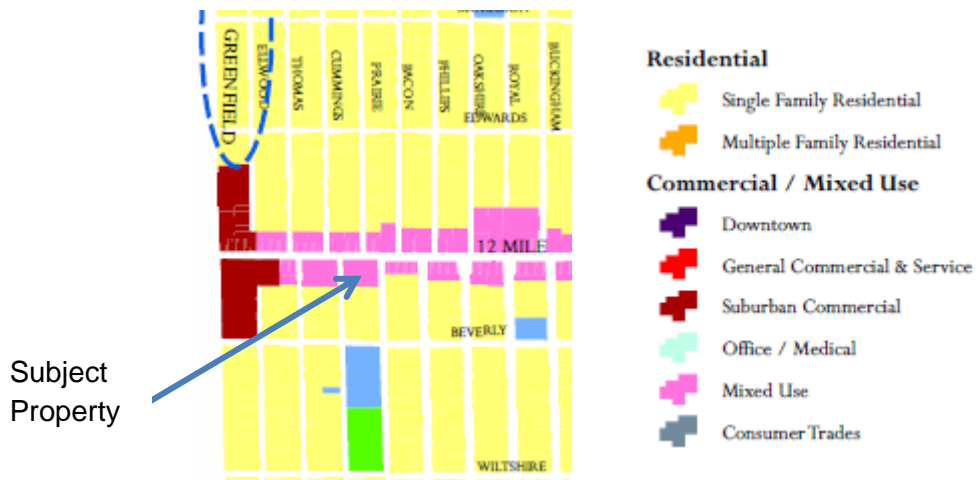 GREENFIELD
ELLWOOD
THOMAS
CUMMINGS
PRAIRIE
BACON
PHILLIPS
OAKSHIRE
ROYAL
BUCKINGHAM
EDWARDS
12 MILE
BEVERLY
WILTSHIRE
Subject
Property
Residential
Single Family Residential
Multiple Family Residential
Commercial / Mixed Use
Downtown
General Commercial & Service
Suburban Commercial
Office / Medical
Mixed Use
Consumer Trades